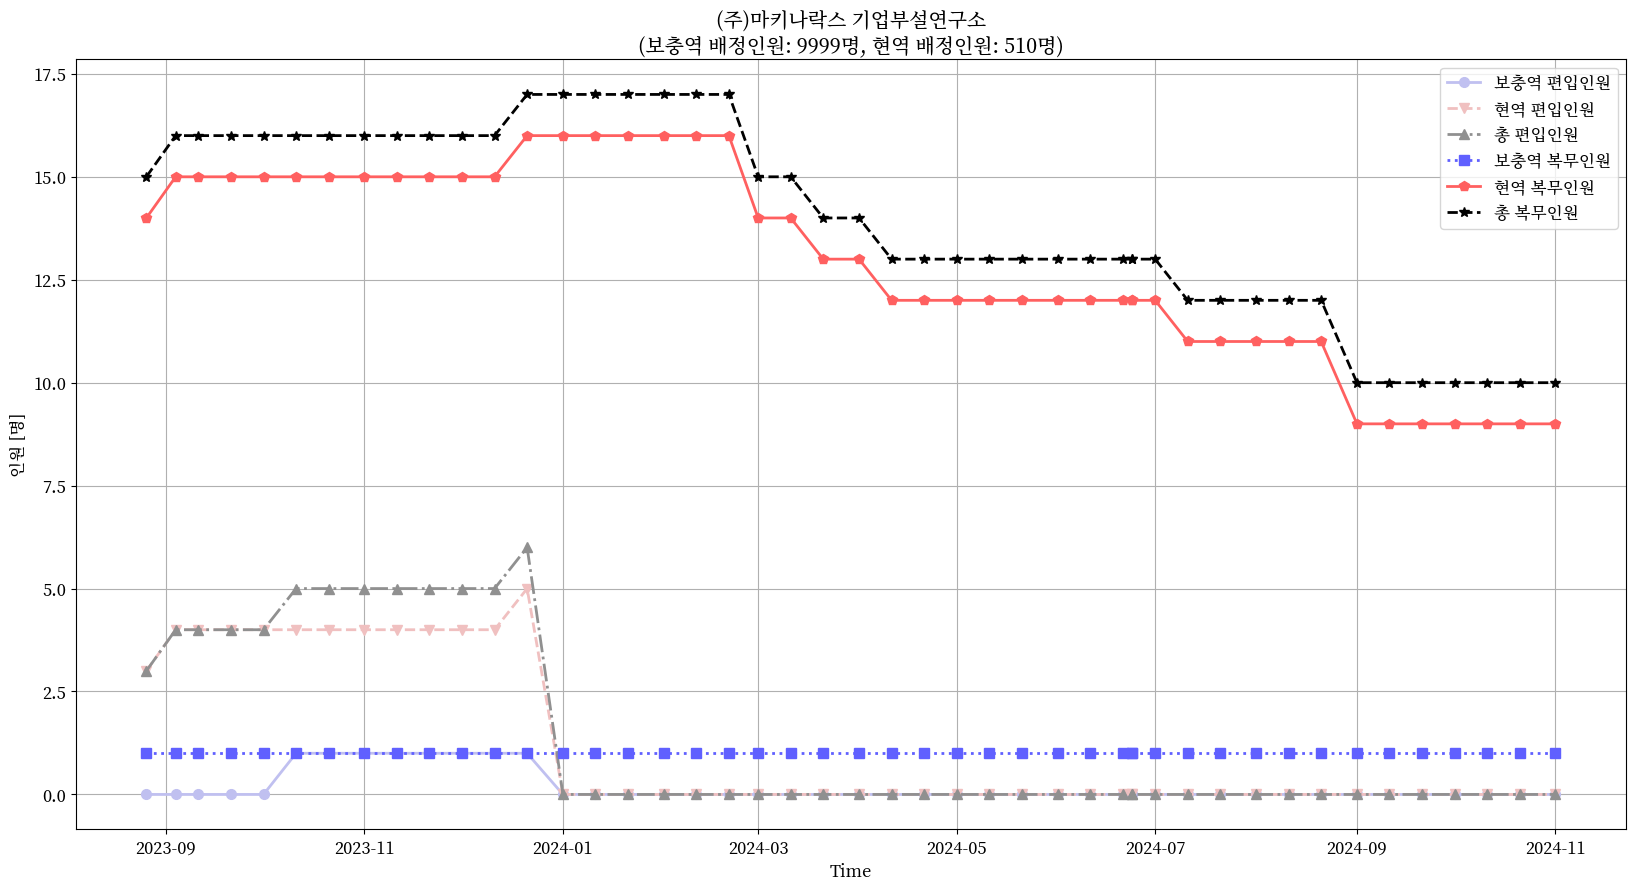 (주)마키나락스 기업부설연구소
(보충역 배정인원: 9999명, 현역 배정인원: 510명)
17.5
15.0
12.5
10.0
7.5
5.0
2.5
0.0
인원 [명]
보충역 편입인원
현역 편입인원
총 편입인원
보충역 복무인원
현역 복무인원
총 복무인원
2023-09
2023-11
2024-01
2024-03
2024-05
2024-07
2024-09
2024-11
Time